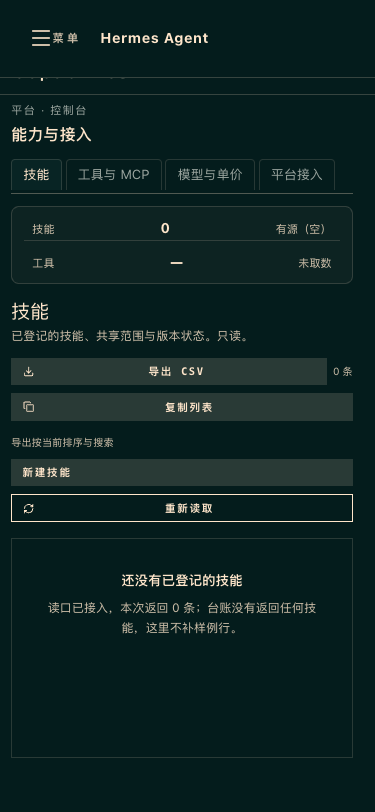 菜单 Hermes Agent
平台 · 控制台
能力与接入
技能 工具与 MCP 模型与单价 平台接入
技能 0 有源（空）
工具 — 未取数
技能
已登记的技能、共享范围与版本状态。只读。
导出 CSV 0 条
复制列表
导出按当前排序与搜索
新建技能
重新读取
还没有已登记的技能
读口已接入，本次返回 0 条；台账没有返回任何技
能，这里不补样例行。